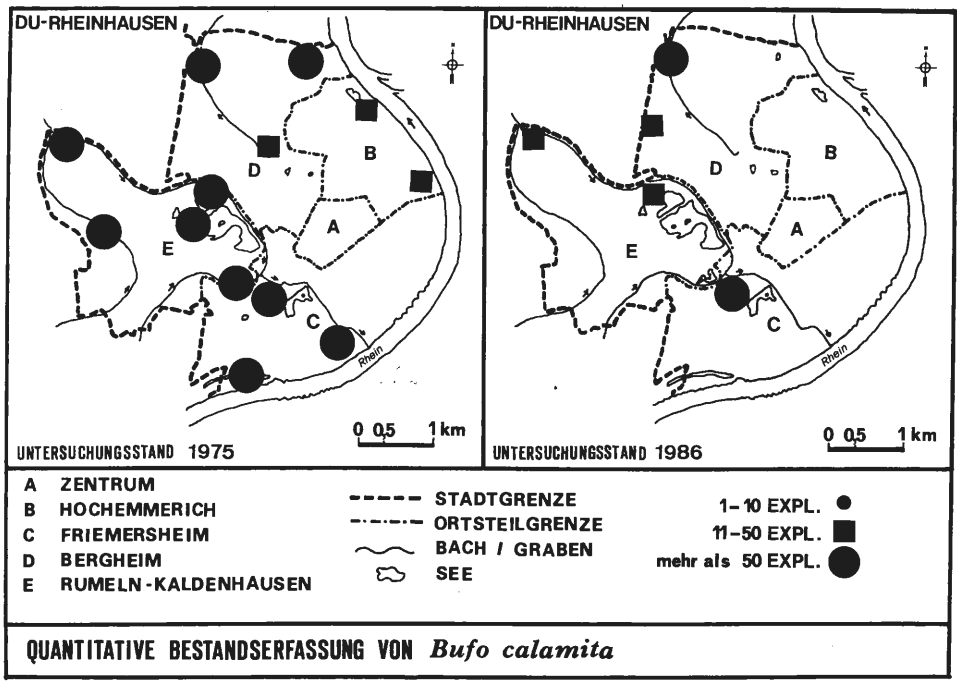 DU-RHEINHAUSEN
D
B
A
E
C
Rhein
0 0,5 1 km
UNTERSUCHUNGSSTAND 1975
DU-RHEINHAUSEN
D
B
A
E
C
Rhein
0 0,5 1 km
UNTERSUCHUNGSSTAND 1986
A ZENTRUM
B HOCHEMMERICH
C FRIEMERSHEIM
D BERGHEIM
E RUMELN-KALDENHAUSEN
STADTGRENZE
ORTSTEILGRENZE
BACH / GRABEN
SEE
1-10 EXPL.
11-50 EXPL.
mehr als 50 EXPL.
QUANTITATIVE BESTANDSERFASSUNG VON Bufo calamita